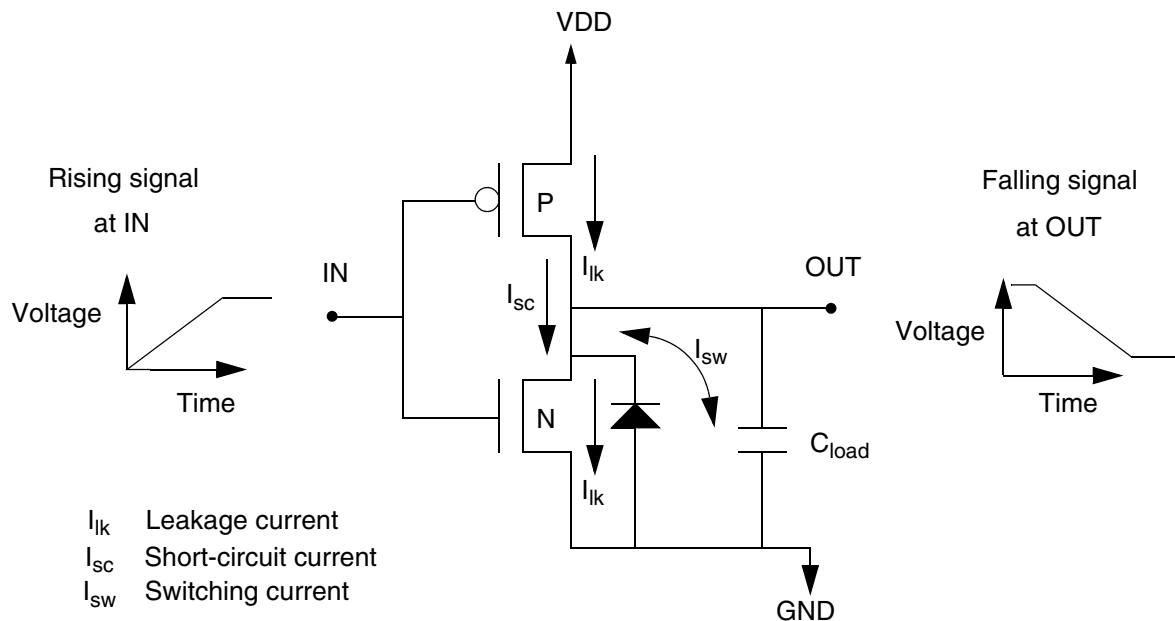 VDD
Rising signal
at IN
P
Falling signal
at OUT
I_lk
IN
OUT
I_sc
Voltage
Voltage
I_sw
Time
Time
N
C_load
I_lk
I_lk Leakage current
I_sc Short-circuit current
I_sw Switching current
GND